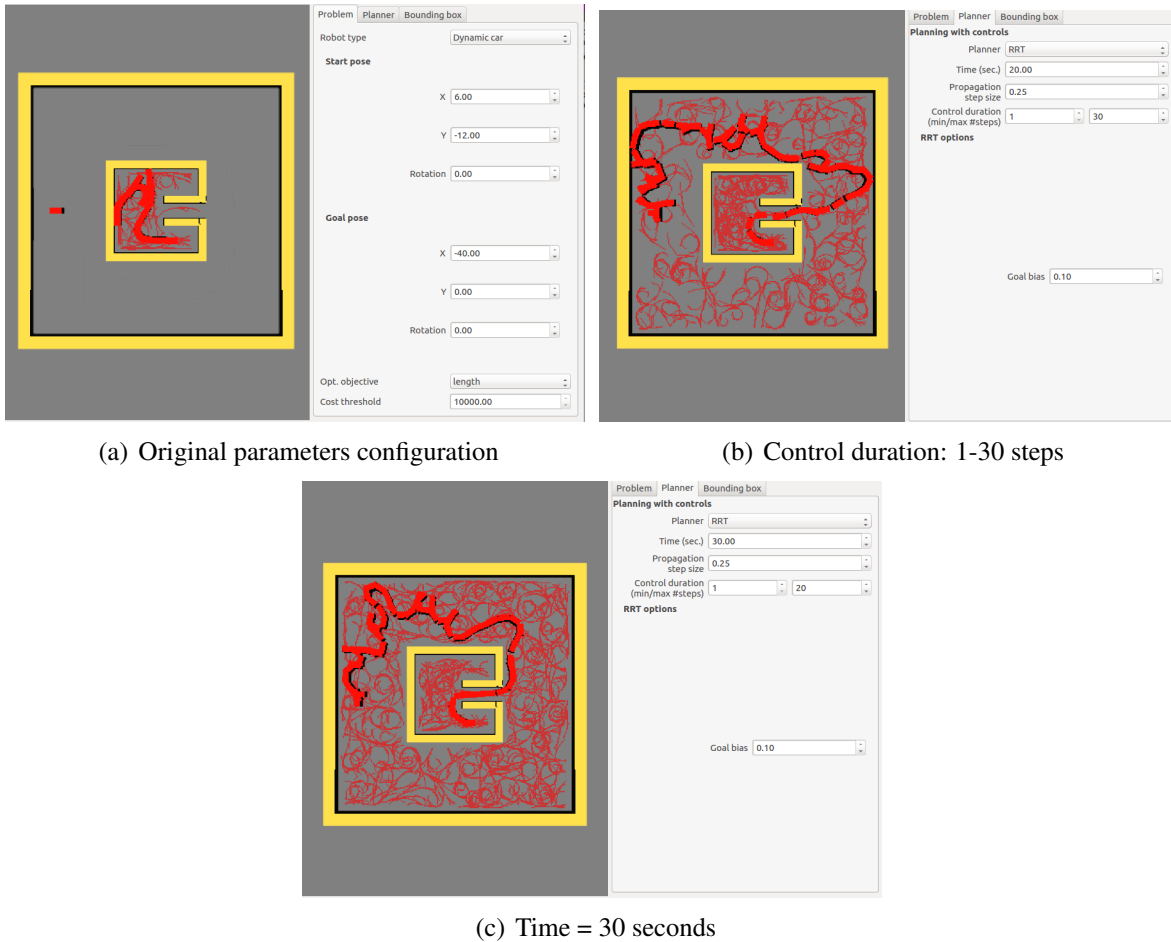 Problem Planner Bounding box
Robot type Dynamic car
Start pose
X 6.00
Y -12.00
Rotation 0.00
Goal pose
X -40.00
Y 0.00
Rotation 0.00
Opt. objective length
Cost threshold 10000.00
(a) Original parameters configuration
Problem Planner Bounding box
Planning with controls
Planner RRT
Time (sec.) 20.00
Propagation
step size 0.25
Control duration
(min/max #steps) 1 30
RRT options
Goal bias 0.10
(b) Control duration: 1-30 steps
Problem Planner Bounding box
Planning with controls
Planner RRT
Time (sec.) 30.00
Propagation
step size 0.25
Control duration
(min/max #steps) 1 20
RRT options
Goal bias 0.10
(c) Time = 30 seconds